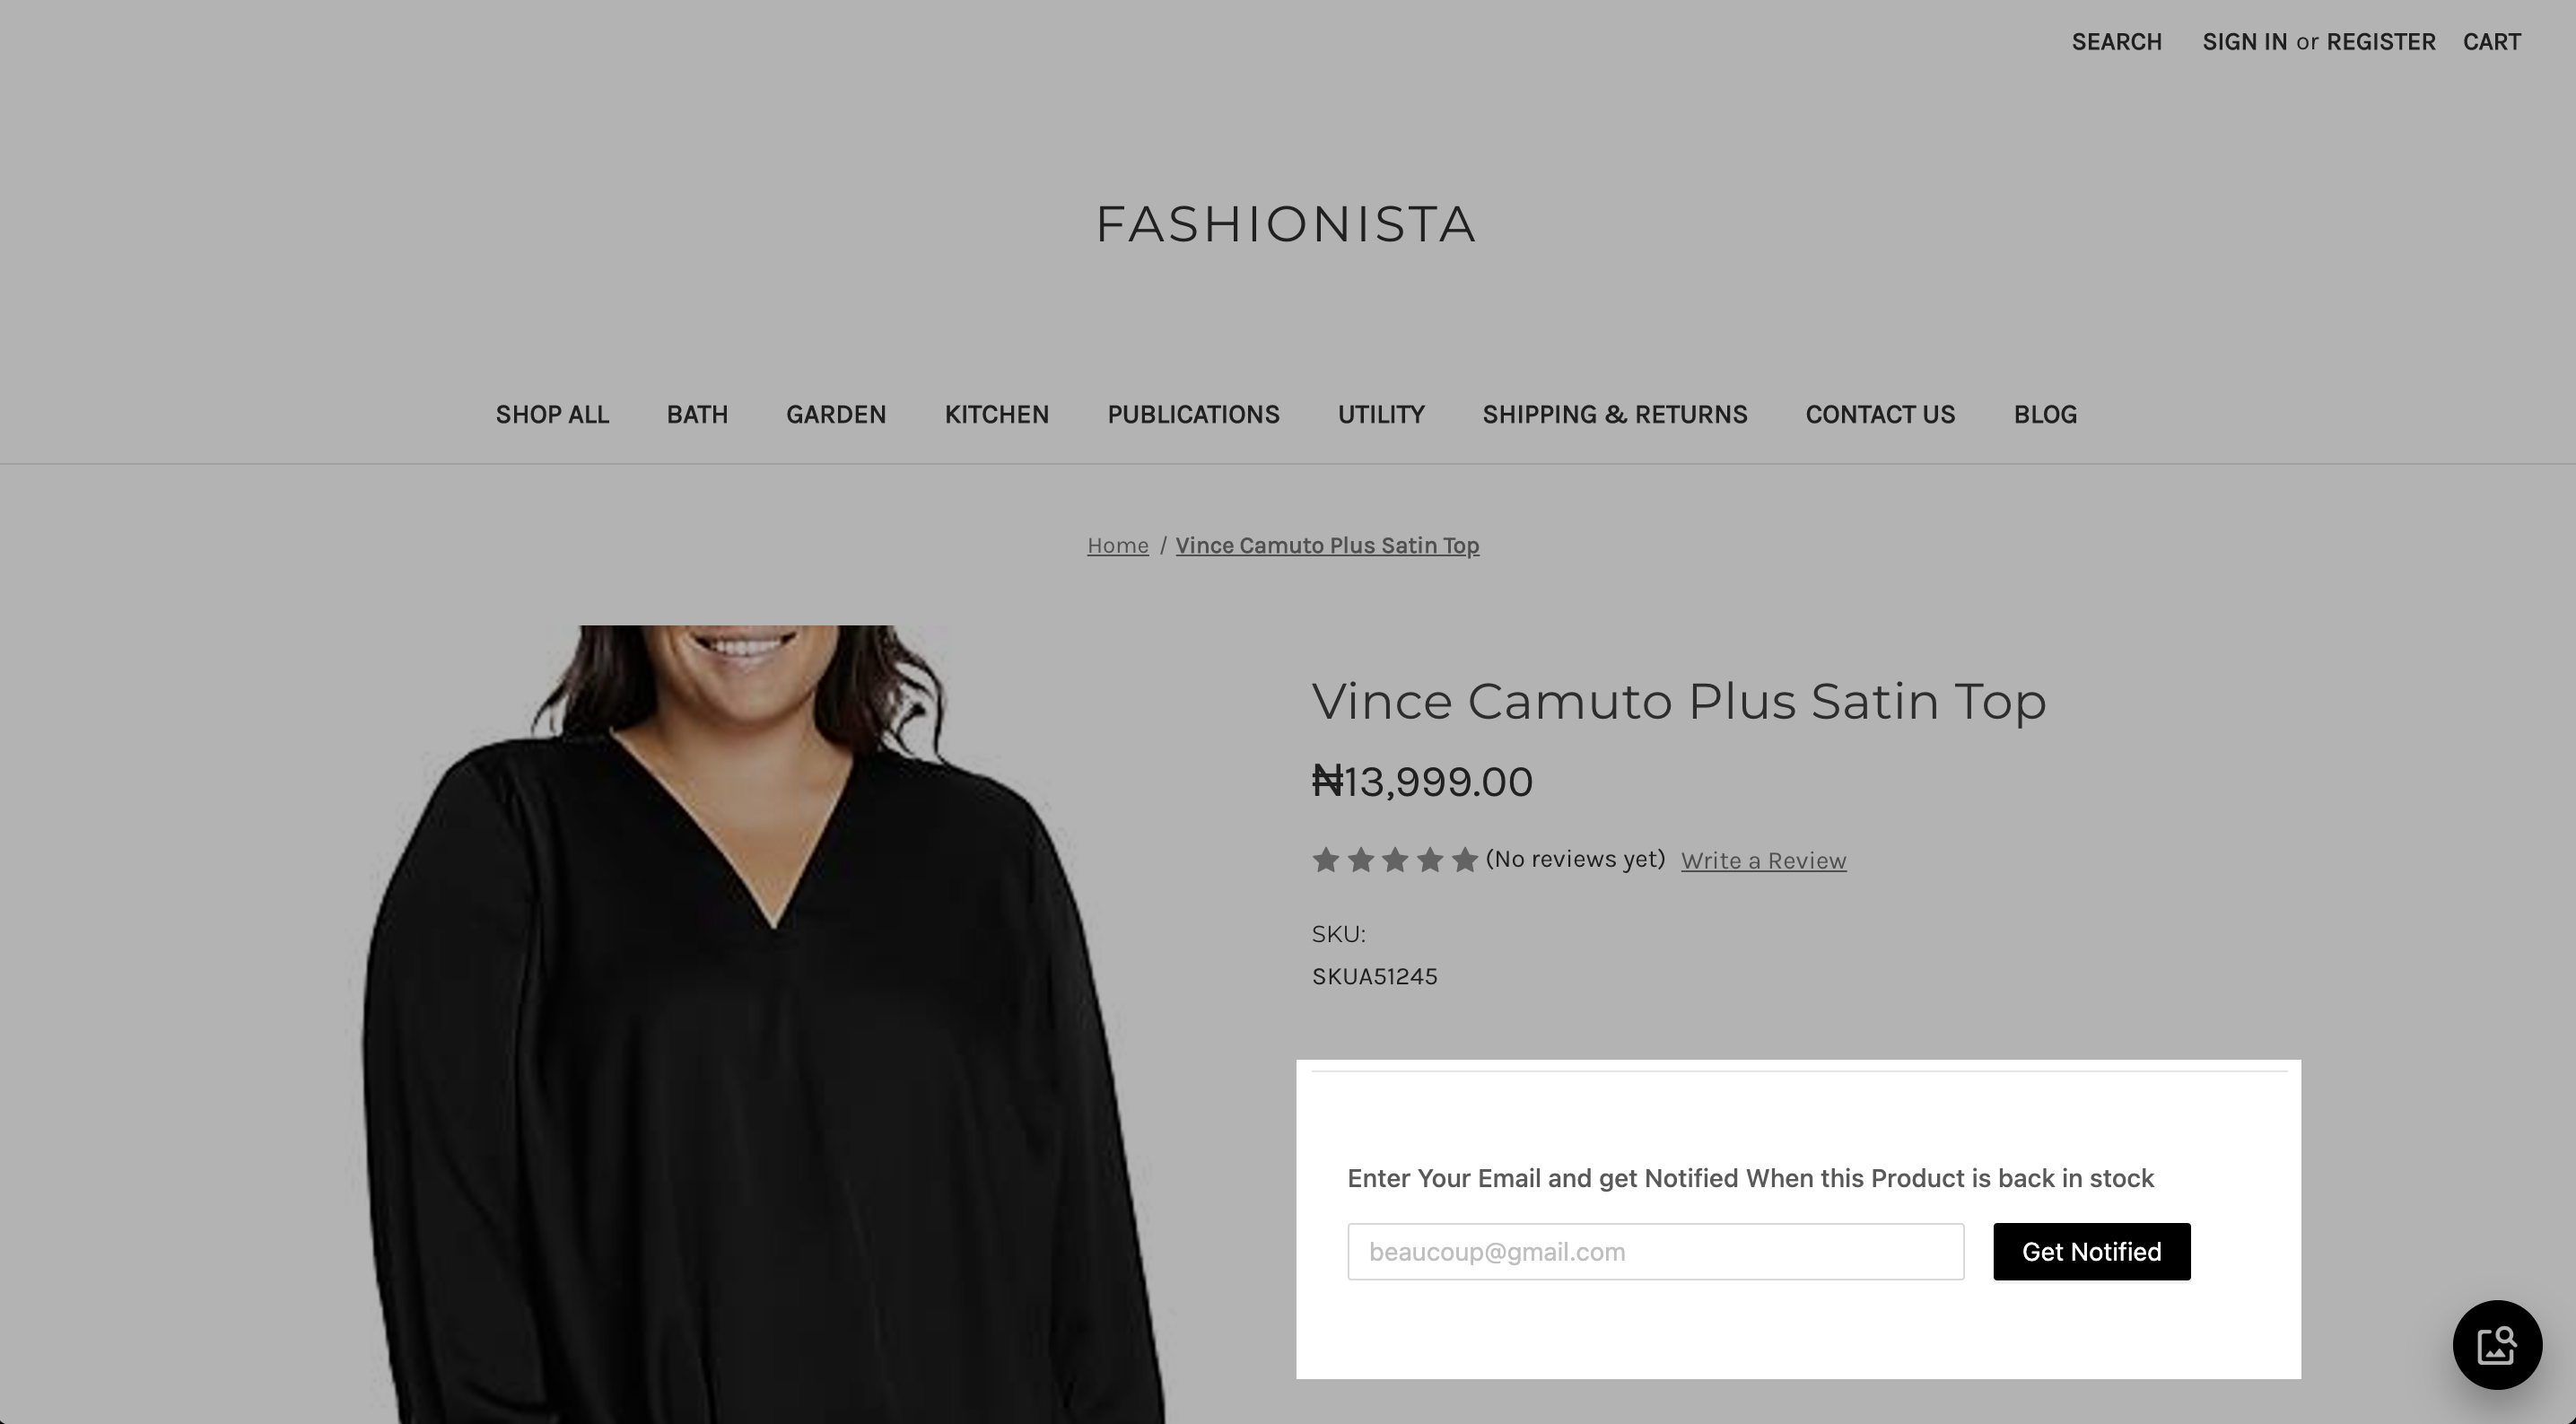 SEARCH SIGN IN or REGISTER CART
FASHIONISTA
SHOP ALL BATH GARDEN KITCHEN PUBLICATIONS UTILITY SHIPPING & RETURNS CONTACT US BLOG
Home / Vince Camuto Plus Satin Top
Vince Camuto Plus Satin Top
₦13,999.00
(No reviews yet) Write a Review
SKU:
SKUA51245
Enter Your Email and get Notified When this Product is back in stock
beaucoup@gmail.com Get Notified